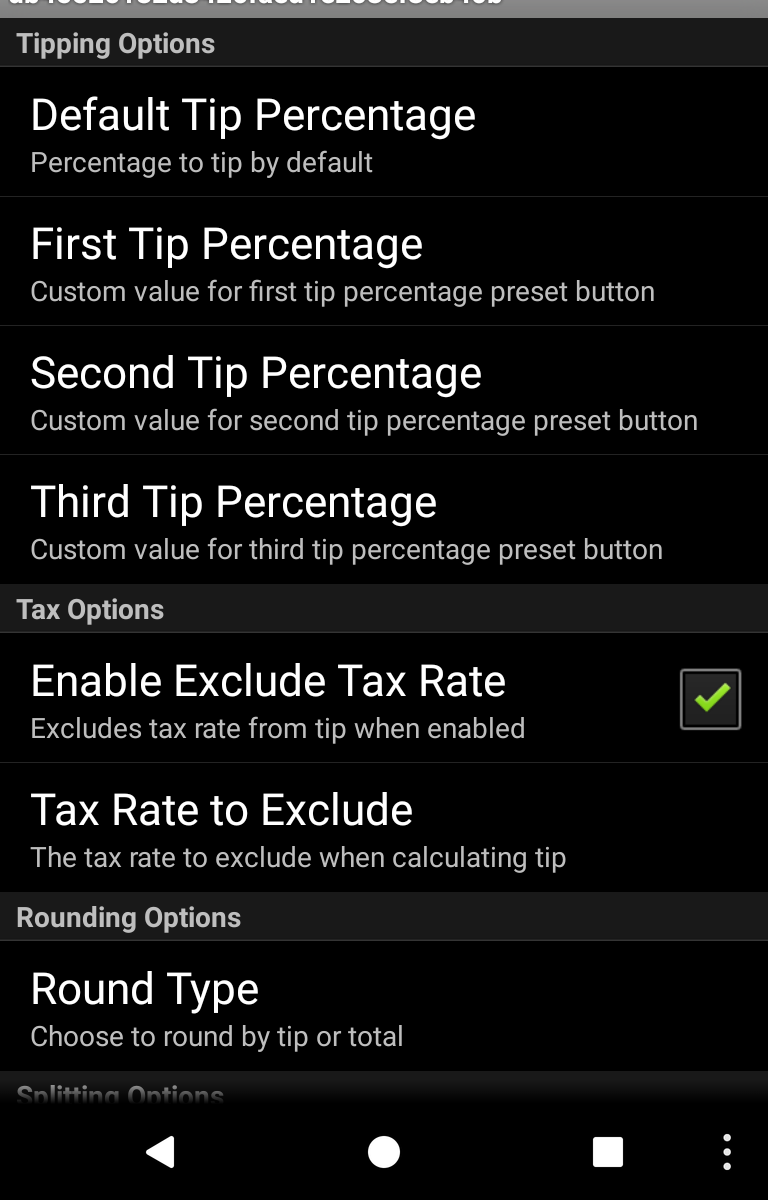 Tipping Options
Default Tip Percentage
Percentage to tip by default
First Tip Percentage
Custom value for first tip percentage preset button
Second Tip Percentage
Custom value for second tip percentage preset button
Third Tip Percentage
Custom value for third tip percentage preset button
Tax Options
Enable Exclude Tax Rate
Excludes tax rate from tip when enabled
Tax Rate to Exclude
The tax rate to exclude when calculating tip
Rounding Options
Round Type
Choose to round by tip or total
Splitting Options